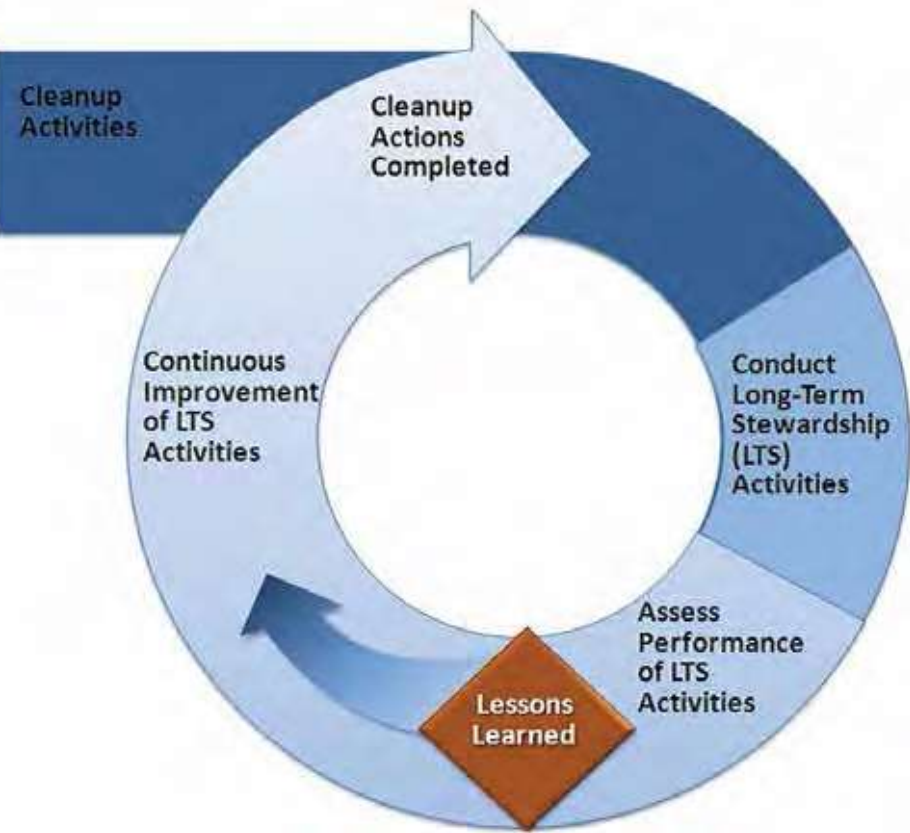 Cleanup
Activities
Cleanup
Actions
Completed
Conduct
Long-Term
Stewardship
(LTS)
Activities
Assess
Performance
of LTS
Activities
Lessons
Learned
Continuous
Improvement
of LTS
Activities